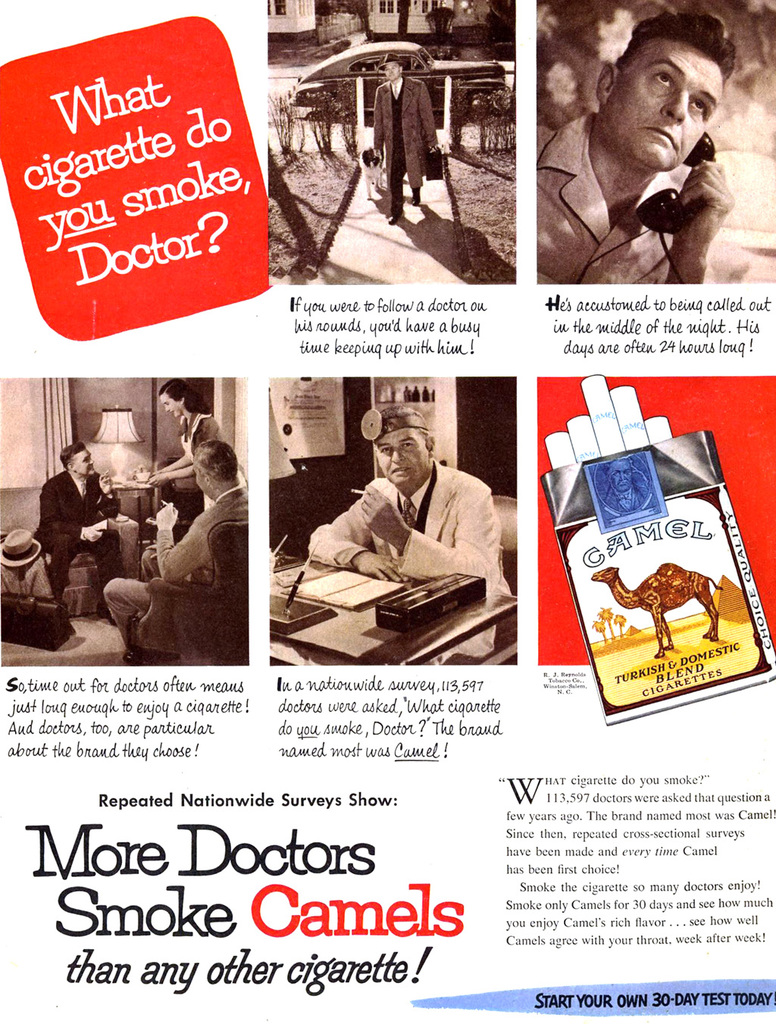 What
cigarette do
you smoke,
Doctor?
If you were to follow a doctor on
his rounds, you'd have a busy
time keeping up with him!
He's accustomed to being called out
in the middle of the night. His
days are often 24 hours long!
So, time out for doctors often means
just long enough to enjoy a cigarette!
And doctors, too, are particular
about the brand they choose!
In a nationwide survey, 113,597
doctors were asked, "What cigarette
do you smoke, Doctor?" The brand
named most was Camel!
CAMEL
CAMEL
CAMEL
CAMEL
CHOICE QUALITY
TURKISH & DOMESTIC
BLEND
CIGARETTES
R. J. Reynolds
Tobacco Co.,
Winston-Salem,
N. C.
Repeated Nationwide Surveys Show:
More Doctors
Smoke Camels
than any other cigarette!
"WHAT cigarette do you smoke?"
113,597 doctors were asked that question a
few years ago. The brand named most was Camel!
Since then, repeated cross-sectional surveys
have been made and every time Camel
has been first choice!
Smoke the cigarette so many doctors enjoy!
Smoke only Camels for 30 days and see how much
you enjoy Camel's rich flavor . . . see how well
Camels agree with your throat, week after week!
START YOUR OWN 30-DAY TEST TODAY!